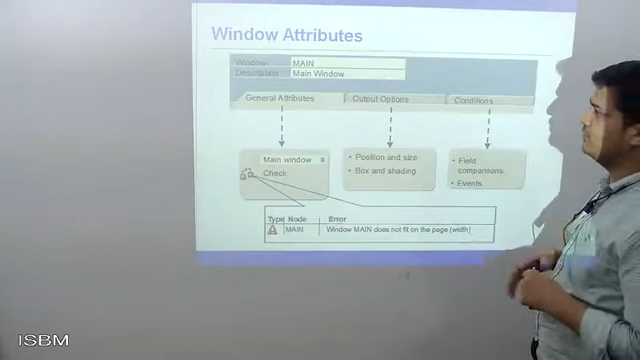 Window Attributes
Window MAIN
Description Main Window
General Attributes Output Options Conditions
Main window
Check
• Position and size
• Box and shading
• Field comparisons.
• Events.
Type Node Error
MAIN Window MAIN does not fit on the page (width)
ISBM